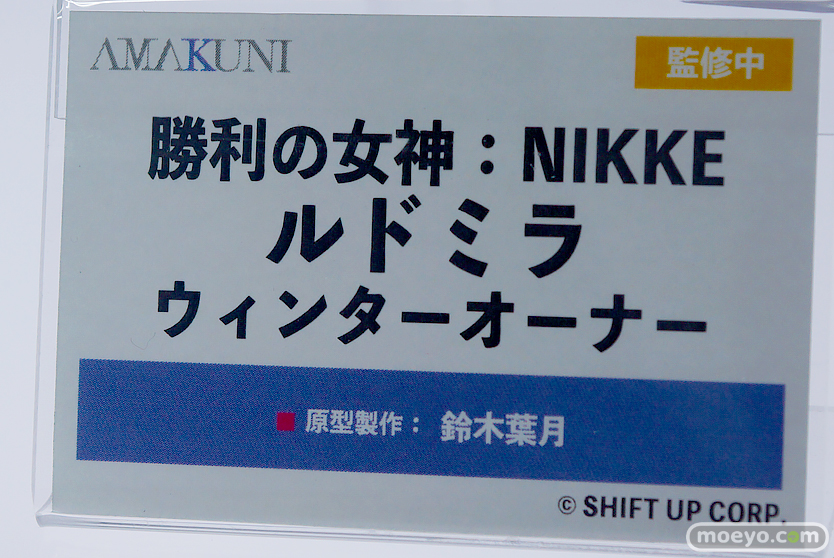 AMAKUNI
監修中
勝利の女神：NIKKE
ルドミラ
ウィンターオーナー
■原型製作： 鈴木葉月
© SHIFT UP CORP.
moeyo.com